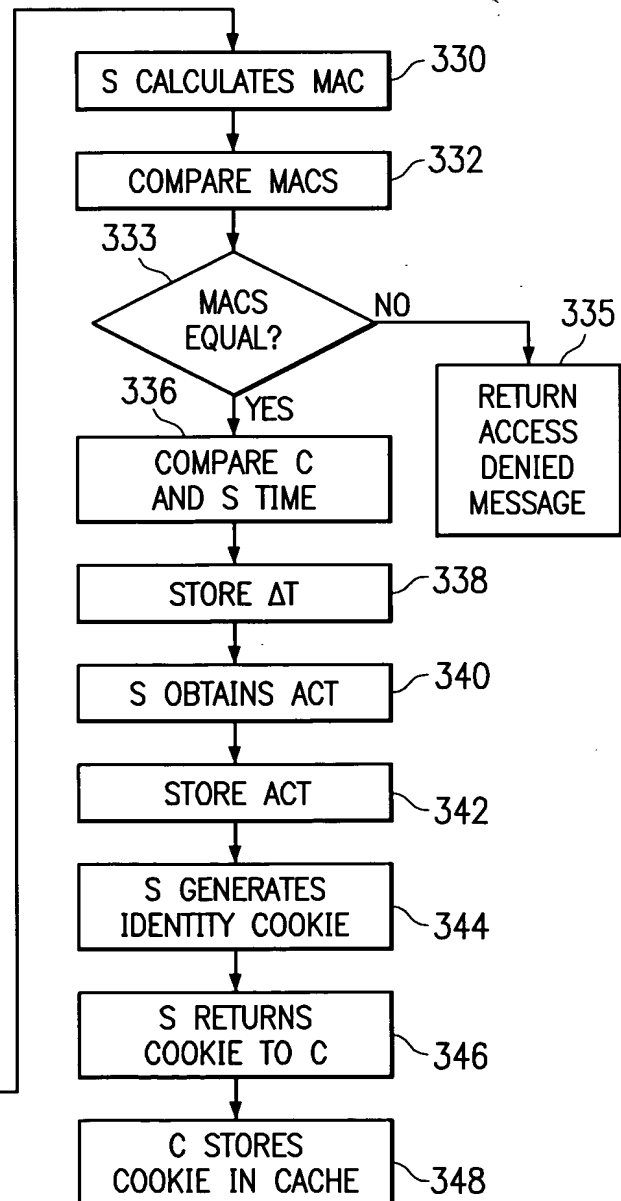 S CALCULATES MAC
330
COMPARE MACS
332
333
MACS
EQUAL?
NO
335
RETURN
ACCESS
DENIED
MESSAGE
YES
336
COMPARE C
AND S TIME
STORE ΔT
338
S OBTAINS ACT
340
STORE ACT
342
S GENERATES
IDENTITY COOKIE
344
S RETURNS
COOKIE TO C
346
C STORES
COOKIE IN CACHE
348